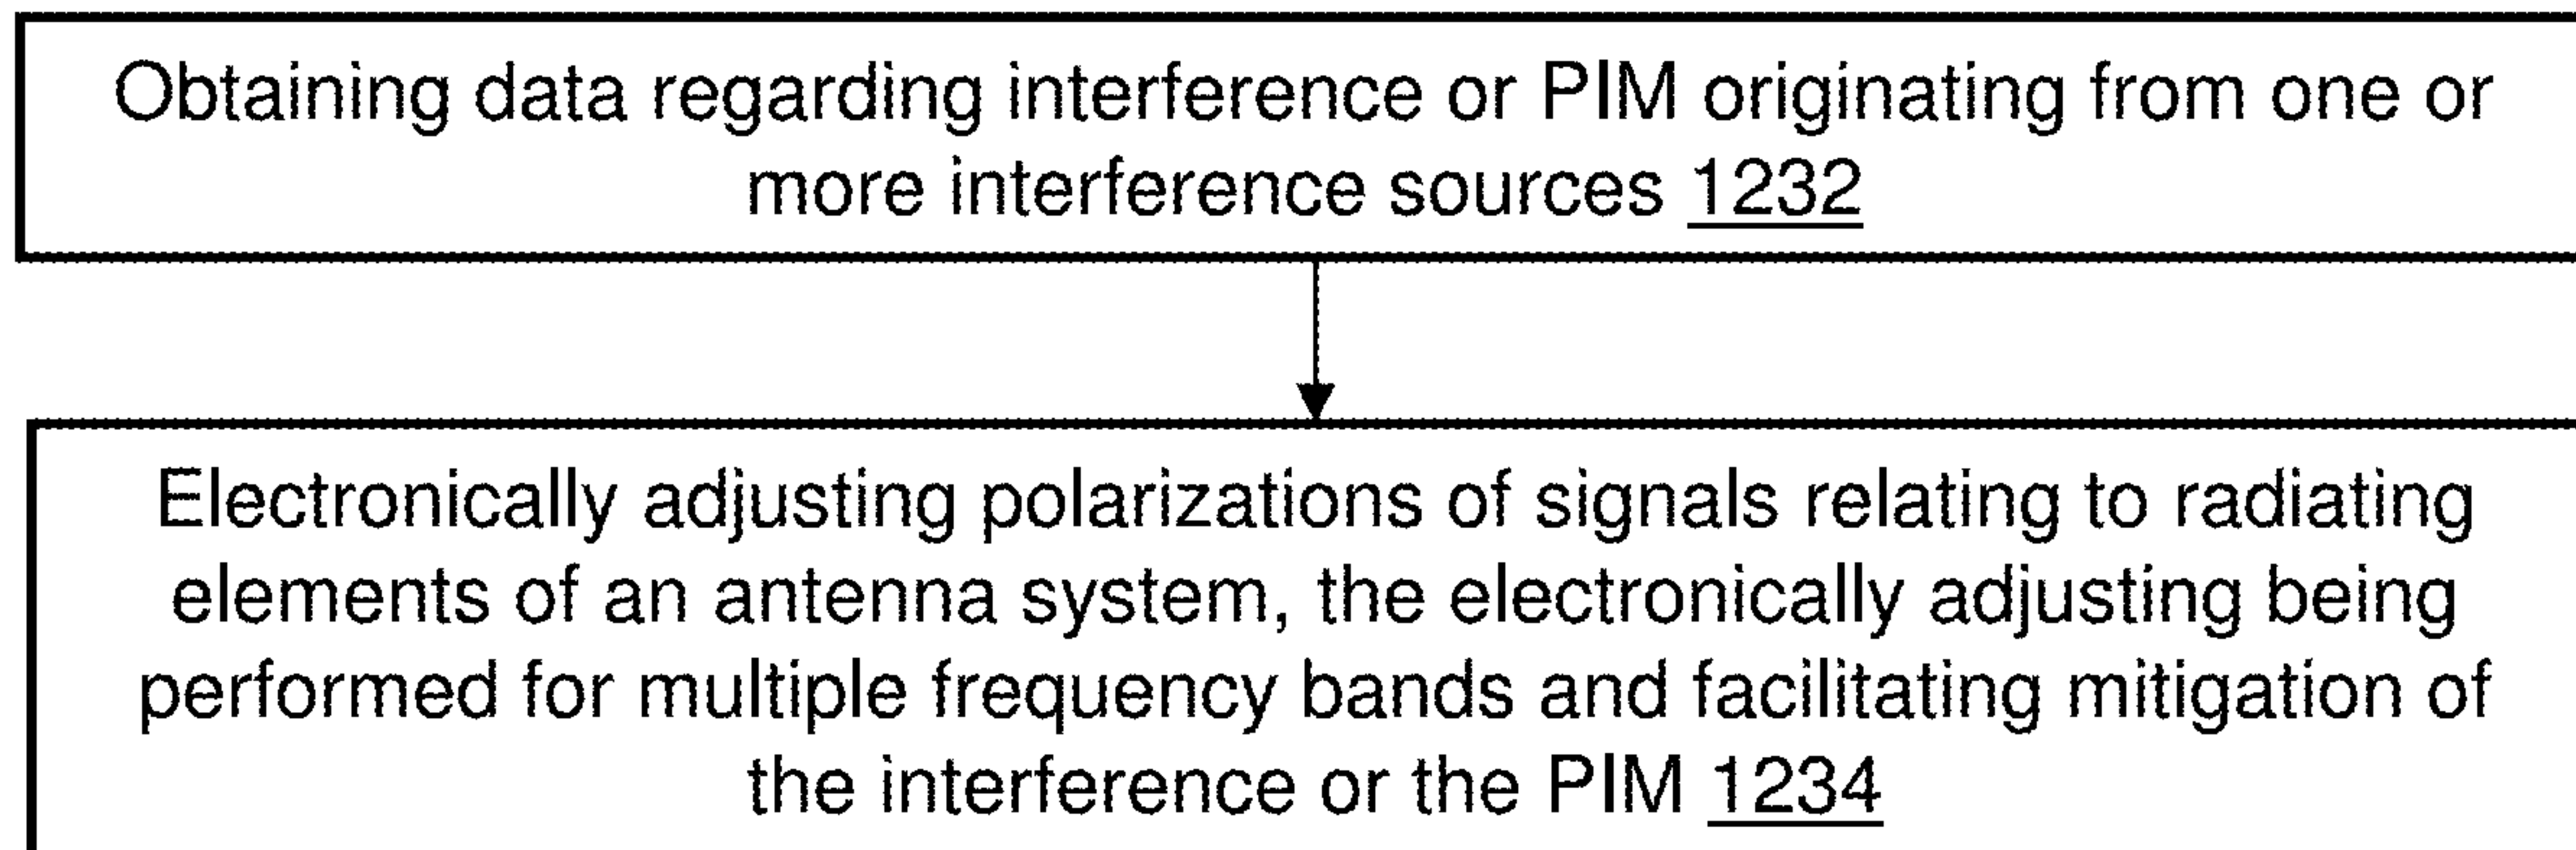 Obtaining data regarding interference or PIM originating from one or
more interference sources 1232
Electronically adjusting polarizations of signals relating to radiating
elements of an antenna system, the electronically adjusting being
performed for multiple frequency bands and facilitating mitigation of
the interference or the PIM 1234